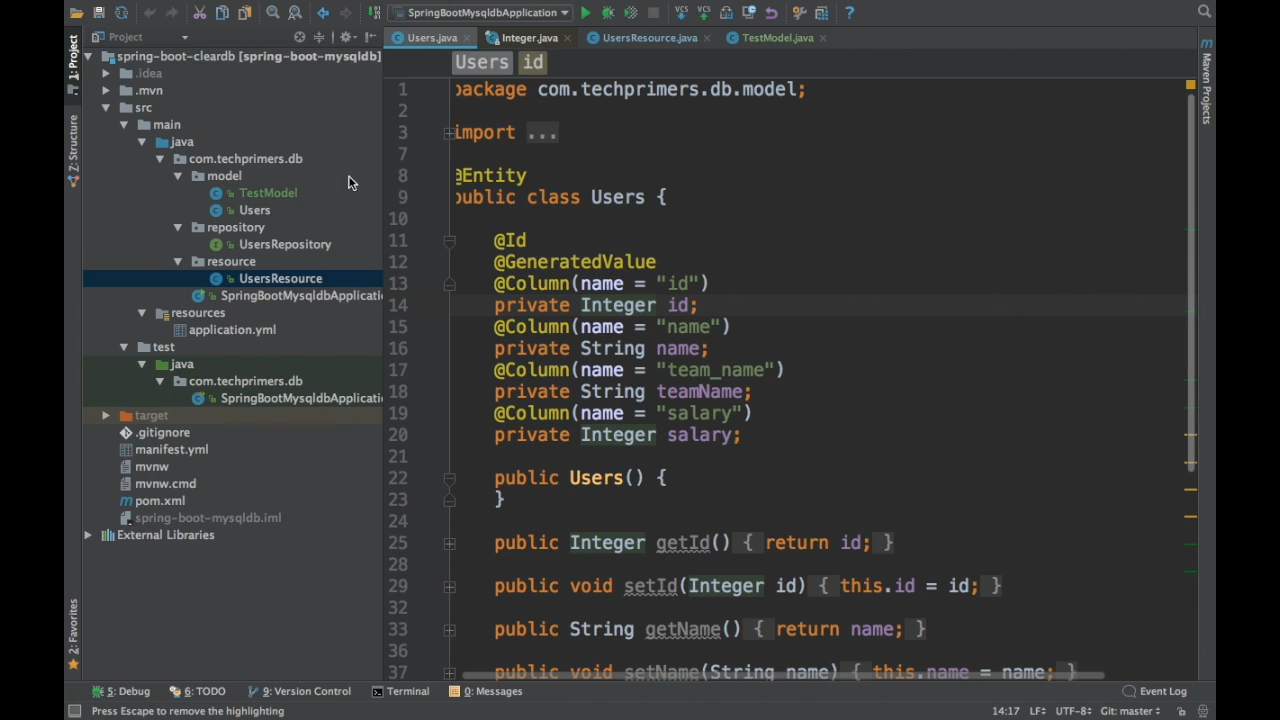 SpringBootMysqldbApplication
1: Project
Project
Users.java
Integer.java
UsersResource.java
TestModel.java
Maven Projects
Users id
spring-boot-cleardb [spring-boot-mysqldb]
.idea
.mvn
src
main
java
com.techprimers.db
model
TestModel
Users
repository
UsersRepository
resource
UsersResource
SpringBootMysqldbApplicati
resources
application.yml
test
java
com.techprimers.db
SpringBootMysqldbApplicati
target
.gitignore
manifest.yml
mvnw
mvnw.cmd
pom.xml
spring-boot-mysqldb.iml
External Libraries
Z: Structure
2: Favorites
1 package com.techprimers.db.model;
2
3 import ...
7
8 @Entity
9 public class Users {
10
11 @Id
12 @GeneratedValue
13 @Column(name = "id")
14 private Integer id;
15 @Column(name = "name")
16 private String name;
17 @Column(name = "team_name")
18 private String teamName;
19 @Column(name = "salary")
20 private Integer salary;
21
22 public Users() {
23 }
24
25 public Integer getId() { return id; }
28
29 public void setId(Integer id) { this.id = id; }
32
33 public String getName() { return name; }
36
37 public void setName(String name) { this.name = name; }
5: Debug
6: TODO
9: Version Control
Terminal
0: Messages
Event Log
Press Escape to remove the highlighting
14:17 LF÷ UTF-8÷ Git: master÷